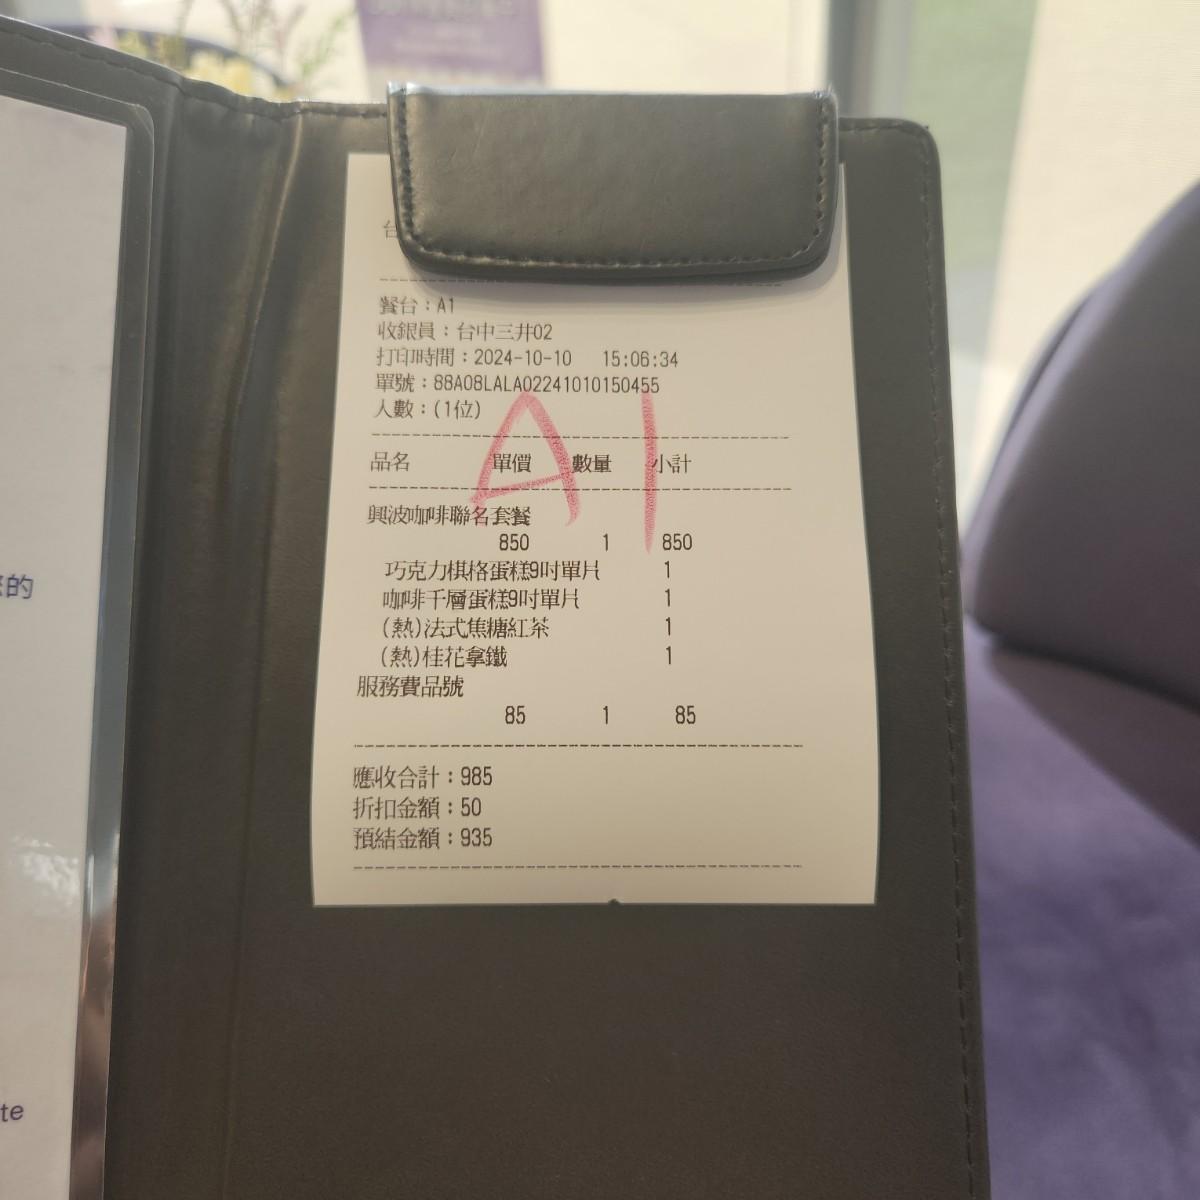 台
餐台：A1
收銀員：台中三井02
打印時間：2024-10-10 15:06:34
單號：88A08LALA02241010150455
人數：(1位)
A1
品名 單價 數量 小計
興波咖啡聯名套餐
850 1 850
巧克力棋格蛋糕9吋單片 1
咖啡千層蛋糕9吋單片 1
(熱)法式焦糖紅茶 1
(熱)桂花拿鐵 1
服務費品號
85 1 85
應收合計：985
折扣金額：50
預結金額：935
的
te